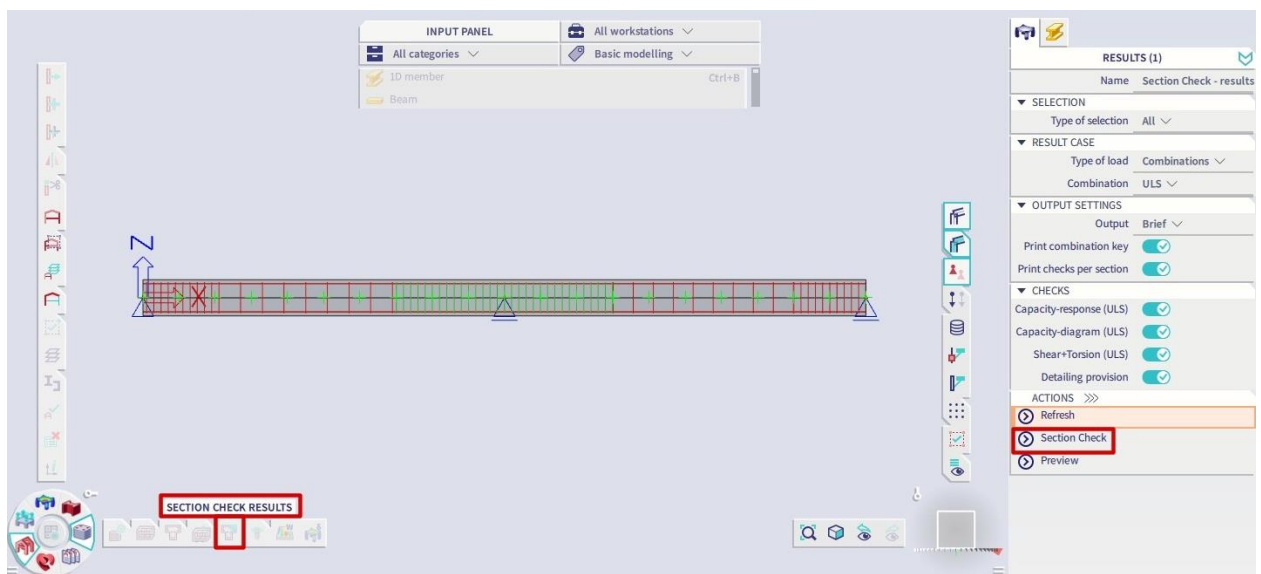 INPUT PANEL
All workstations
All categories
Basic modelling
1D member Ctrl+B
Beam
N
SECTION CHECK RESULTS
RESULTS (1)
Name Section Check - results
SELECTION
Type of selection All
RESULT CASE
Type of load Combinations
Combination ULS
OUTPUT SETTINGS
Output Brief
Print combination key
Print checks per section
CHECKS
Capacity-response (ULS)
Capacity-diagram (ULS)
Shear+Torsion (ULS)
Detailing provision
ACTIONS >>>
Refresh
Section Check
Preview